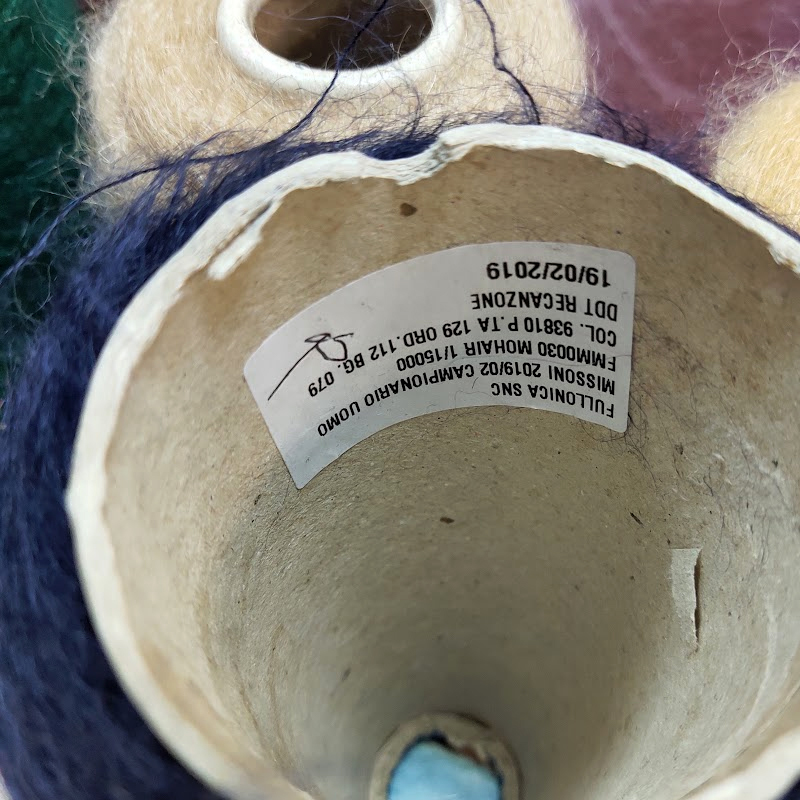 FULLONICA SNC
MISSONI 2019/02 CAMPIONARIO UOMO
FMM0030 MOHAIR 1/15000
COL. 93810 P.TA 129 ORD.112 BG. 079
DDT RECANZONE
19/02/2019